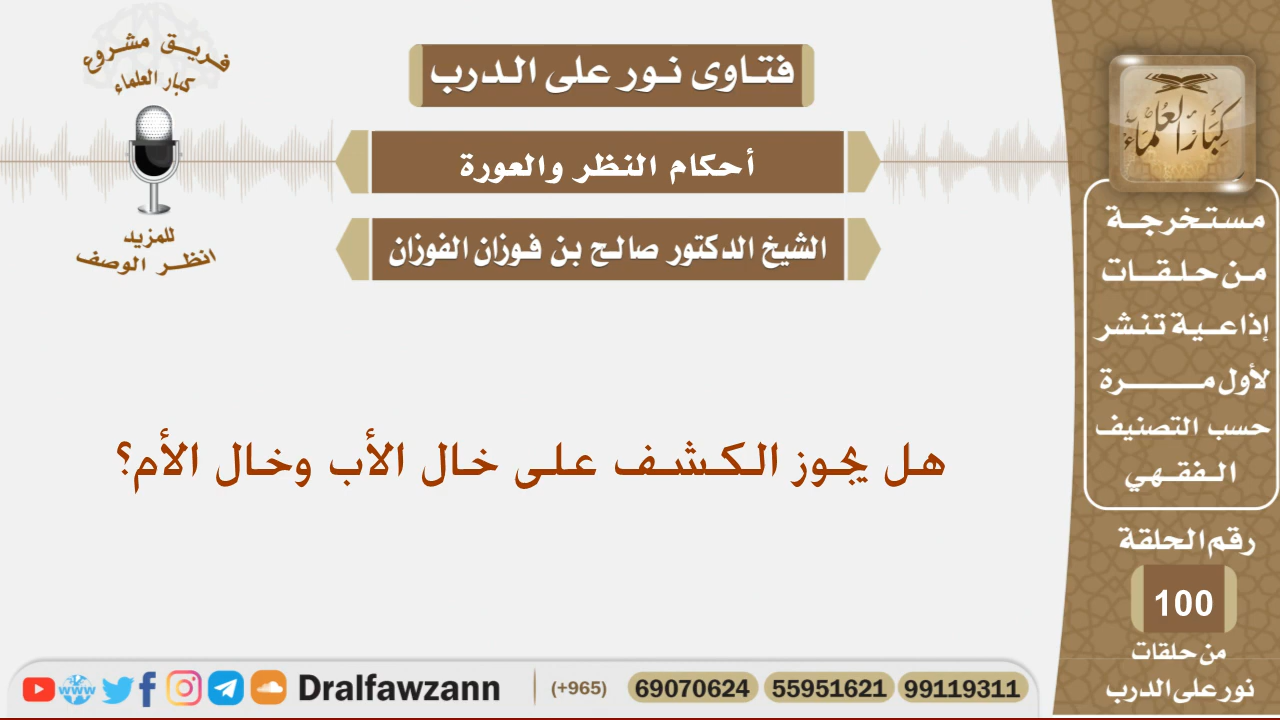 فريق مشروع
كبار العلماء
للمزيد
انظر الوصف
فتاوى نور على الدرب
أحكام النظر والعورة
الشيخ الدكتور صالح بن فوزان الفوزان
هل يجوز الكشف على خال الأب وخال الأم؟
كبار العلماء
مستخرجة
من حلقات
إذاعية تنشر
لأول مرة
حسب التصنيف
الفقهي
رقم الحلقة
100
من حلقات
نور على الدرب
www Dralfawzann (+965) 69070624 55951621 99119311